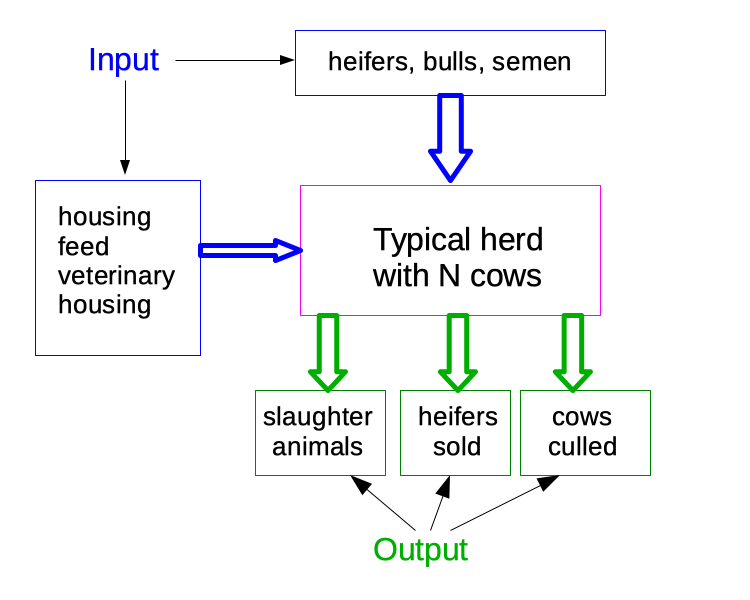 Input
heifers, bulls, semen
housing
feed
veterinary
housing
Typical herd
with N cows
slaughter
animals
heifers
sold
cows
culled
Output